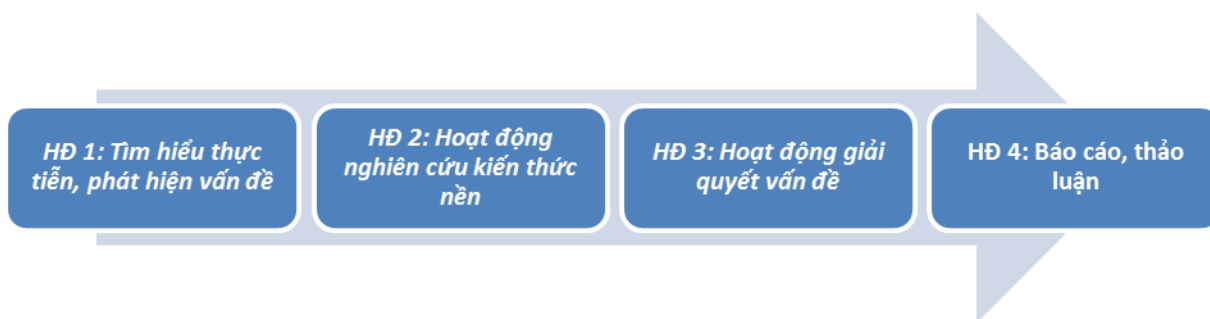 HĐ 1: Tìm hiểu thực
tiễn, phát hiện vấn đề
HĐ 2: Hoạt động
nghiên cứu kiến thức
nền
HĐ 3: Hoạt động giải
quyết vấn đề
HĐ 4: Báo cáo, thảo
luận